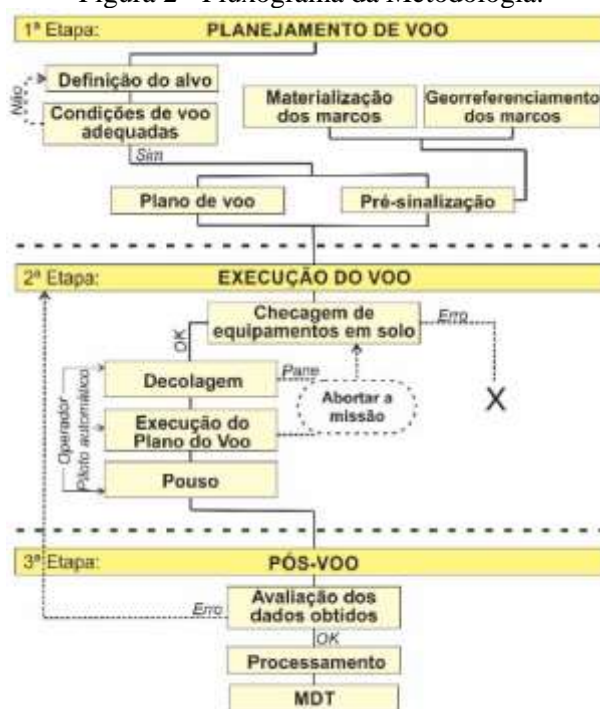 Figura 2 - Fluxograma da Metodologia.
1ª Etapa: PLANEJAMENTO DE VOO
Definição do alvo
Não
Condições de voo
adequadas
Materialização
dos marcos
Georreferenciamento
dos marcos
Sim
Plano de voo
Pré-sinalização
2ª Etapa: EXECUÇÃO DO VOO
Checagem de
equipamentos em solo
Erro
OK
X
Decolagem
Pane
Abortar a
missão
Operador
Piloto automático
Execução do
Plano do Voo
Pouso
3ª Etapa: PÓS-VOO
Avaliação dos
dados obtidos
Erro
OK
Processamento
MDT